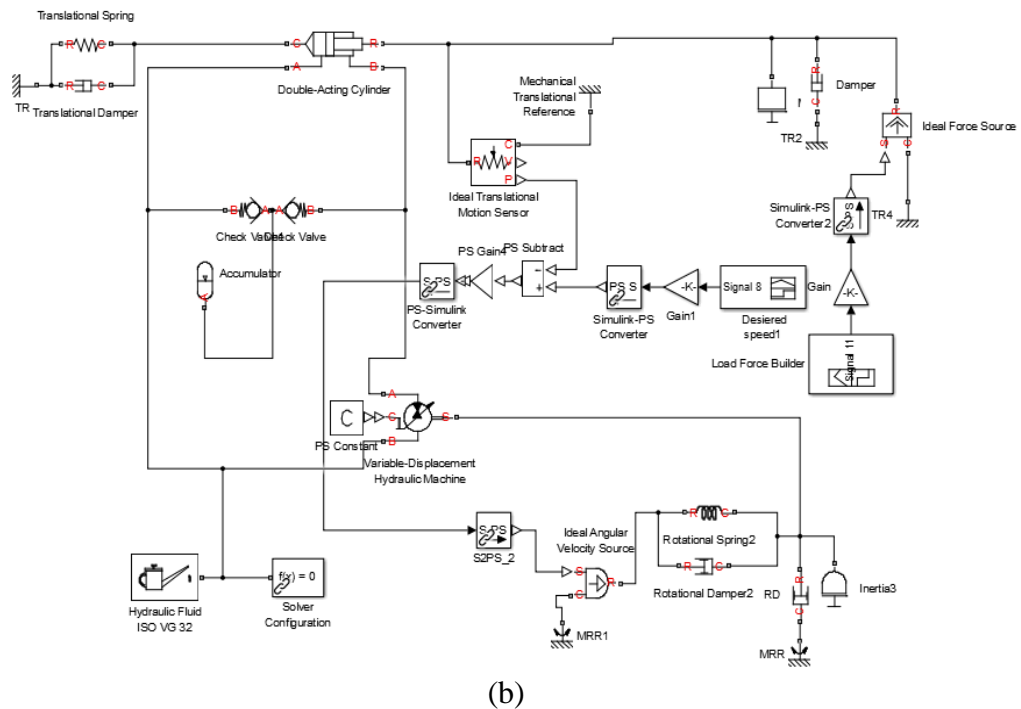 Translational Spring
R C
R C
TR
Translational Damper
C R
A B
Double-Acting Cylinder
Mechanical
Translational
Reference
C
R V
P
Ideal Translational
Motion Sensor
R
C
Damper
TR2
R
S C
Ideal Force Source
Simulink-PS
Converter2
TR4
B A A B
Check Valve
Accumulator
A
PS Gain4
PS Subtract
−
+
S PS
PS-Simulink
Converter
PS S
Simulink-PS
Converter
-K-
Gain1
Signal 8
Desiered
speed1
Gain
-K-
Load Force Builder
Signal 11
C
PS Constant
A
C S
B
Variable-Displacement
Hydraulic Machine
S PS
S2PS_2
Ideal Angular
Velocity Source
S
R
C
MRR1
R C
Rotational Spring2
R C
Rotational Damper2
R
RD
C
MRR
Inertia3
Hydraulic Fluid
ISO VG 32
f(x) = 0
Solver
Configuration
(b)